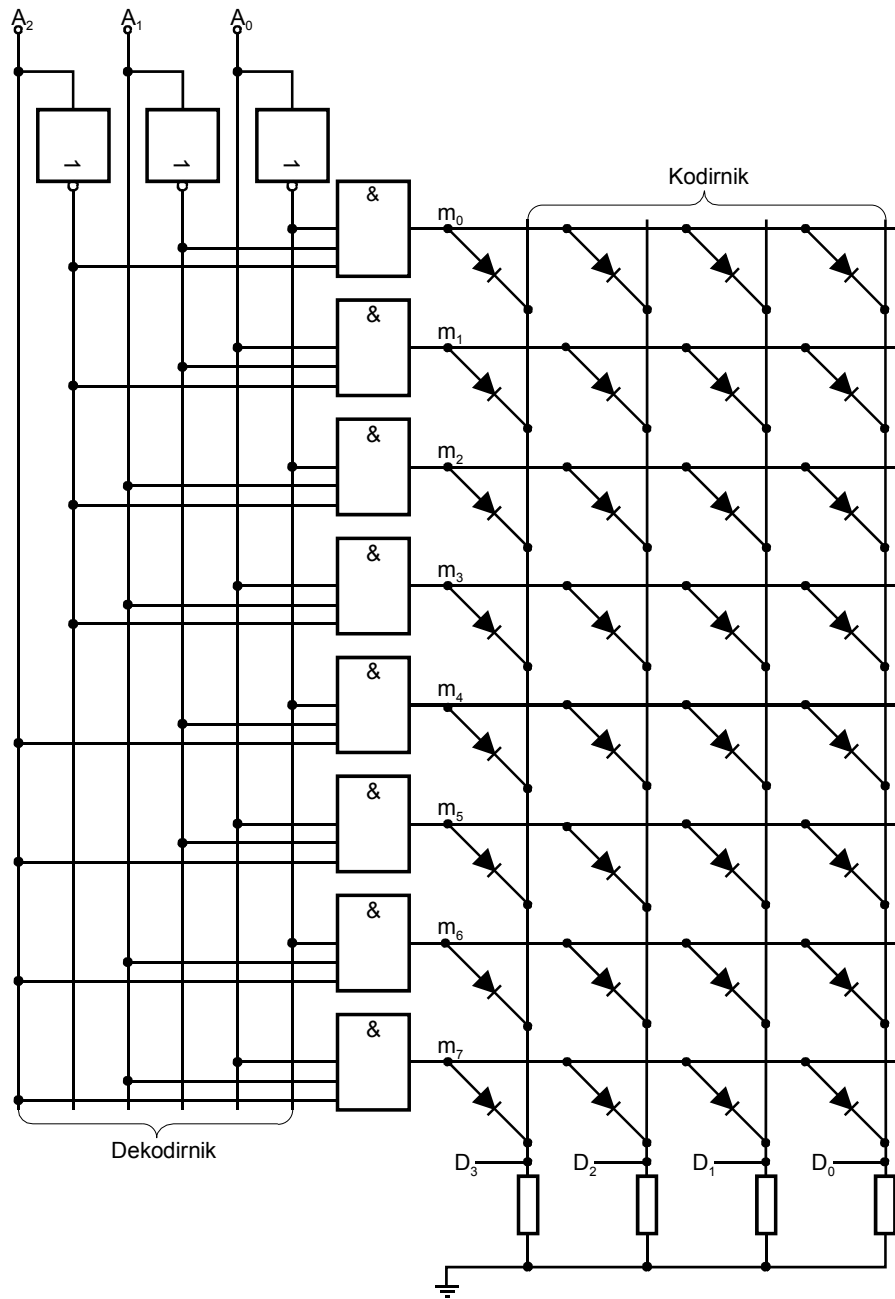 A₂ A₁ A₀
1 1 1
Kodirnik
& m₀
& m₁
& m₂
& m₃
& m₄
& m₅
& m₆
& m₇
Dekodirnik
D₃ D₂ D₁ D₀